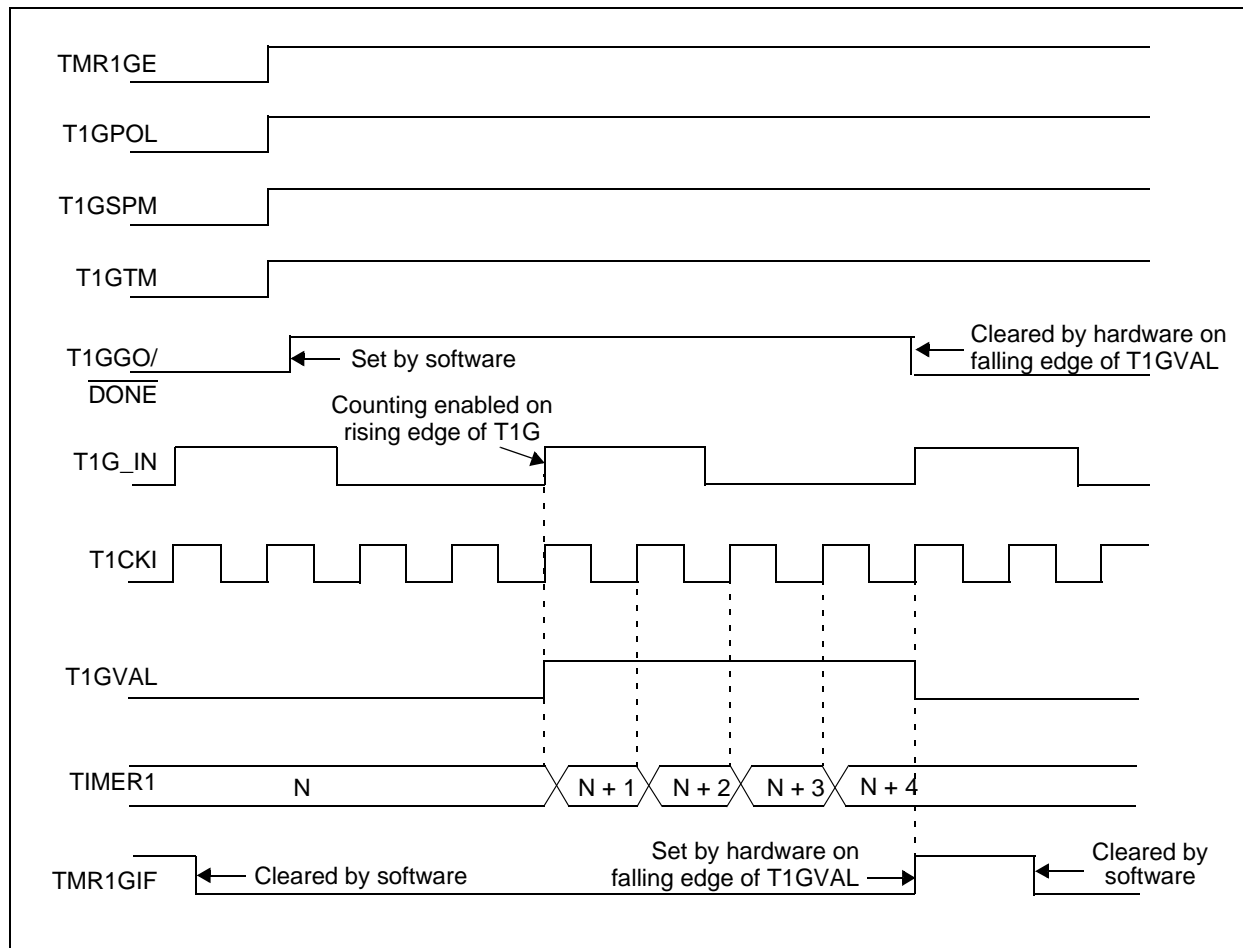 TMR1GE
T1GPOL
T1GSPM
T1GTM
T1GGO/
DONE
Set by software
Cleared by hardware on
falling edge of T1GVAL
Counting enabled on
rising edge of T1G
T1G_IN
T1CKI
T1GVAL
TIMER1
N
N + 1
N + 2
N + 3
N + 4
TMR1GIF
Cleared by software
Set by hardware on
falling edge of T1GVAL
Cleared by
software